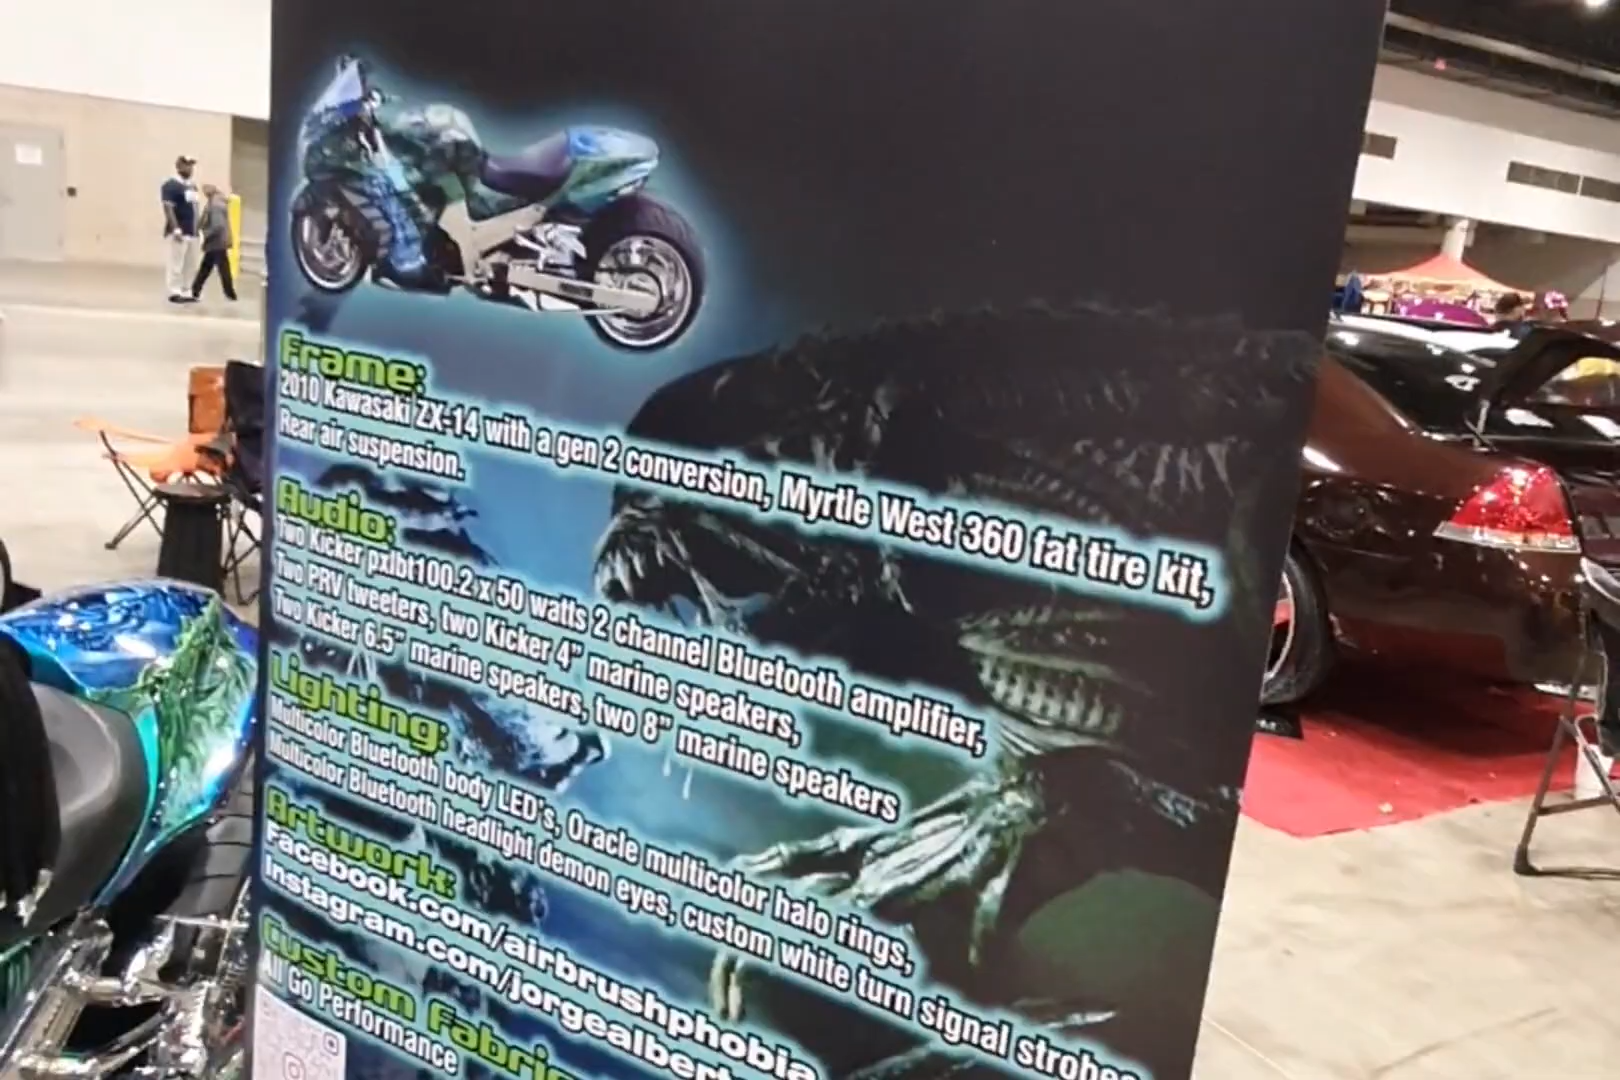 Frame:
2010 Kawasaki ZX-14 with a gen 2 conversion, Myrtle West 360 fat tire kit,
Rear air suspension.
Audio:
Two Kicker pxlbt100.2 x 50 watts 2 channel Bluetooth amplifier,
Two PRV tweeters, two Kicker 4" marine speakers,
Two Kicker 6.5" marine speakers, two 8" marine speakers
Lighting:
Multicolor Bluetooth body LED's, Oracle multicolor halo rings,
Multicolor Bluetooth headlight demon eyes, custom white turn signal strobes
Artwork:
Facebook.com/airbrushphobia
Instagram.com/jorgealber
Custom Fabri
All Go Performance